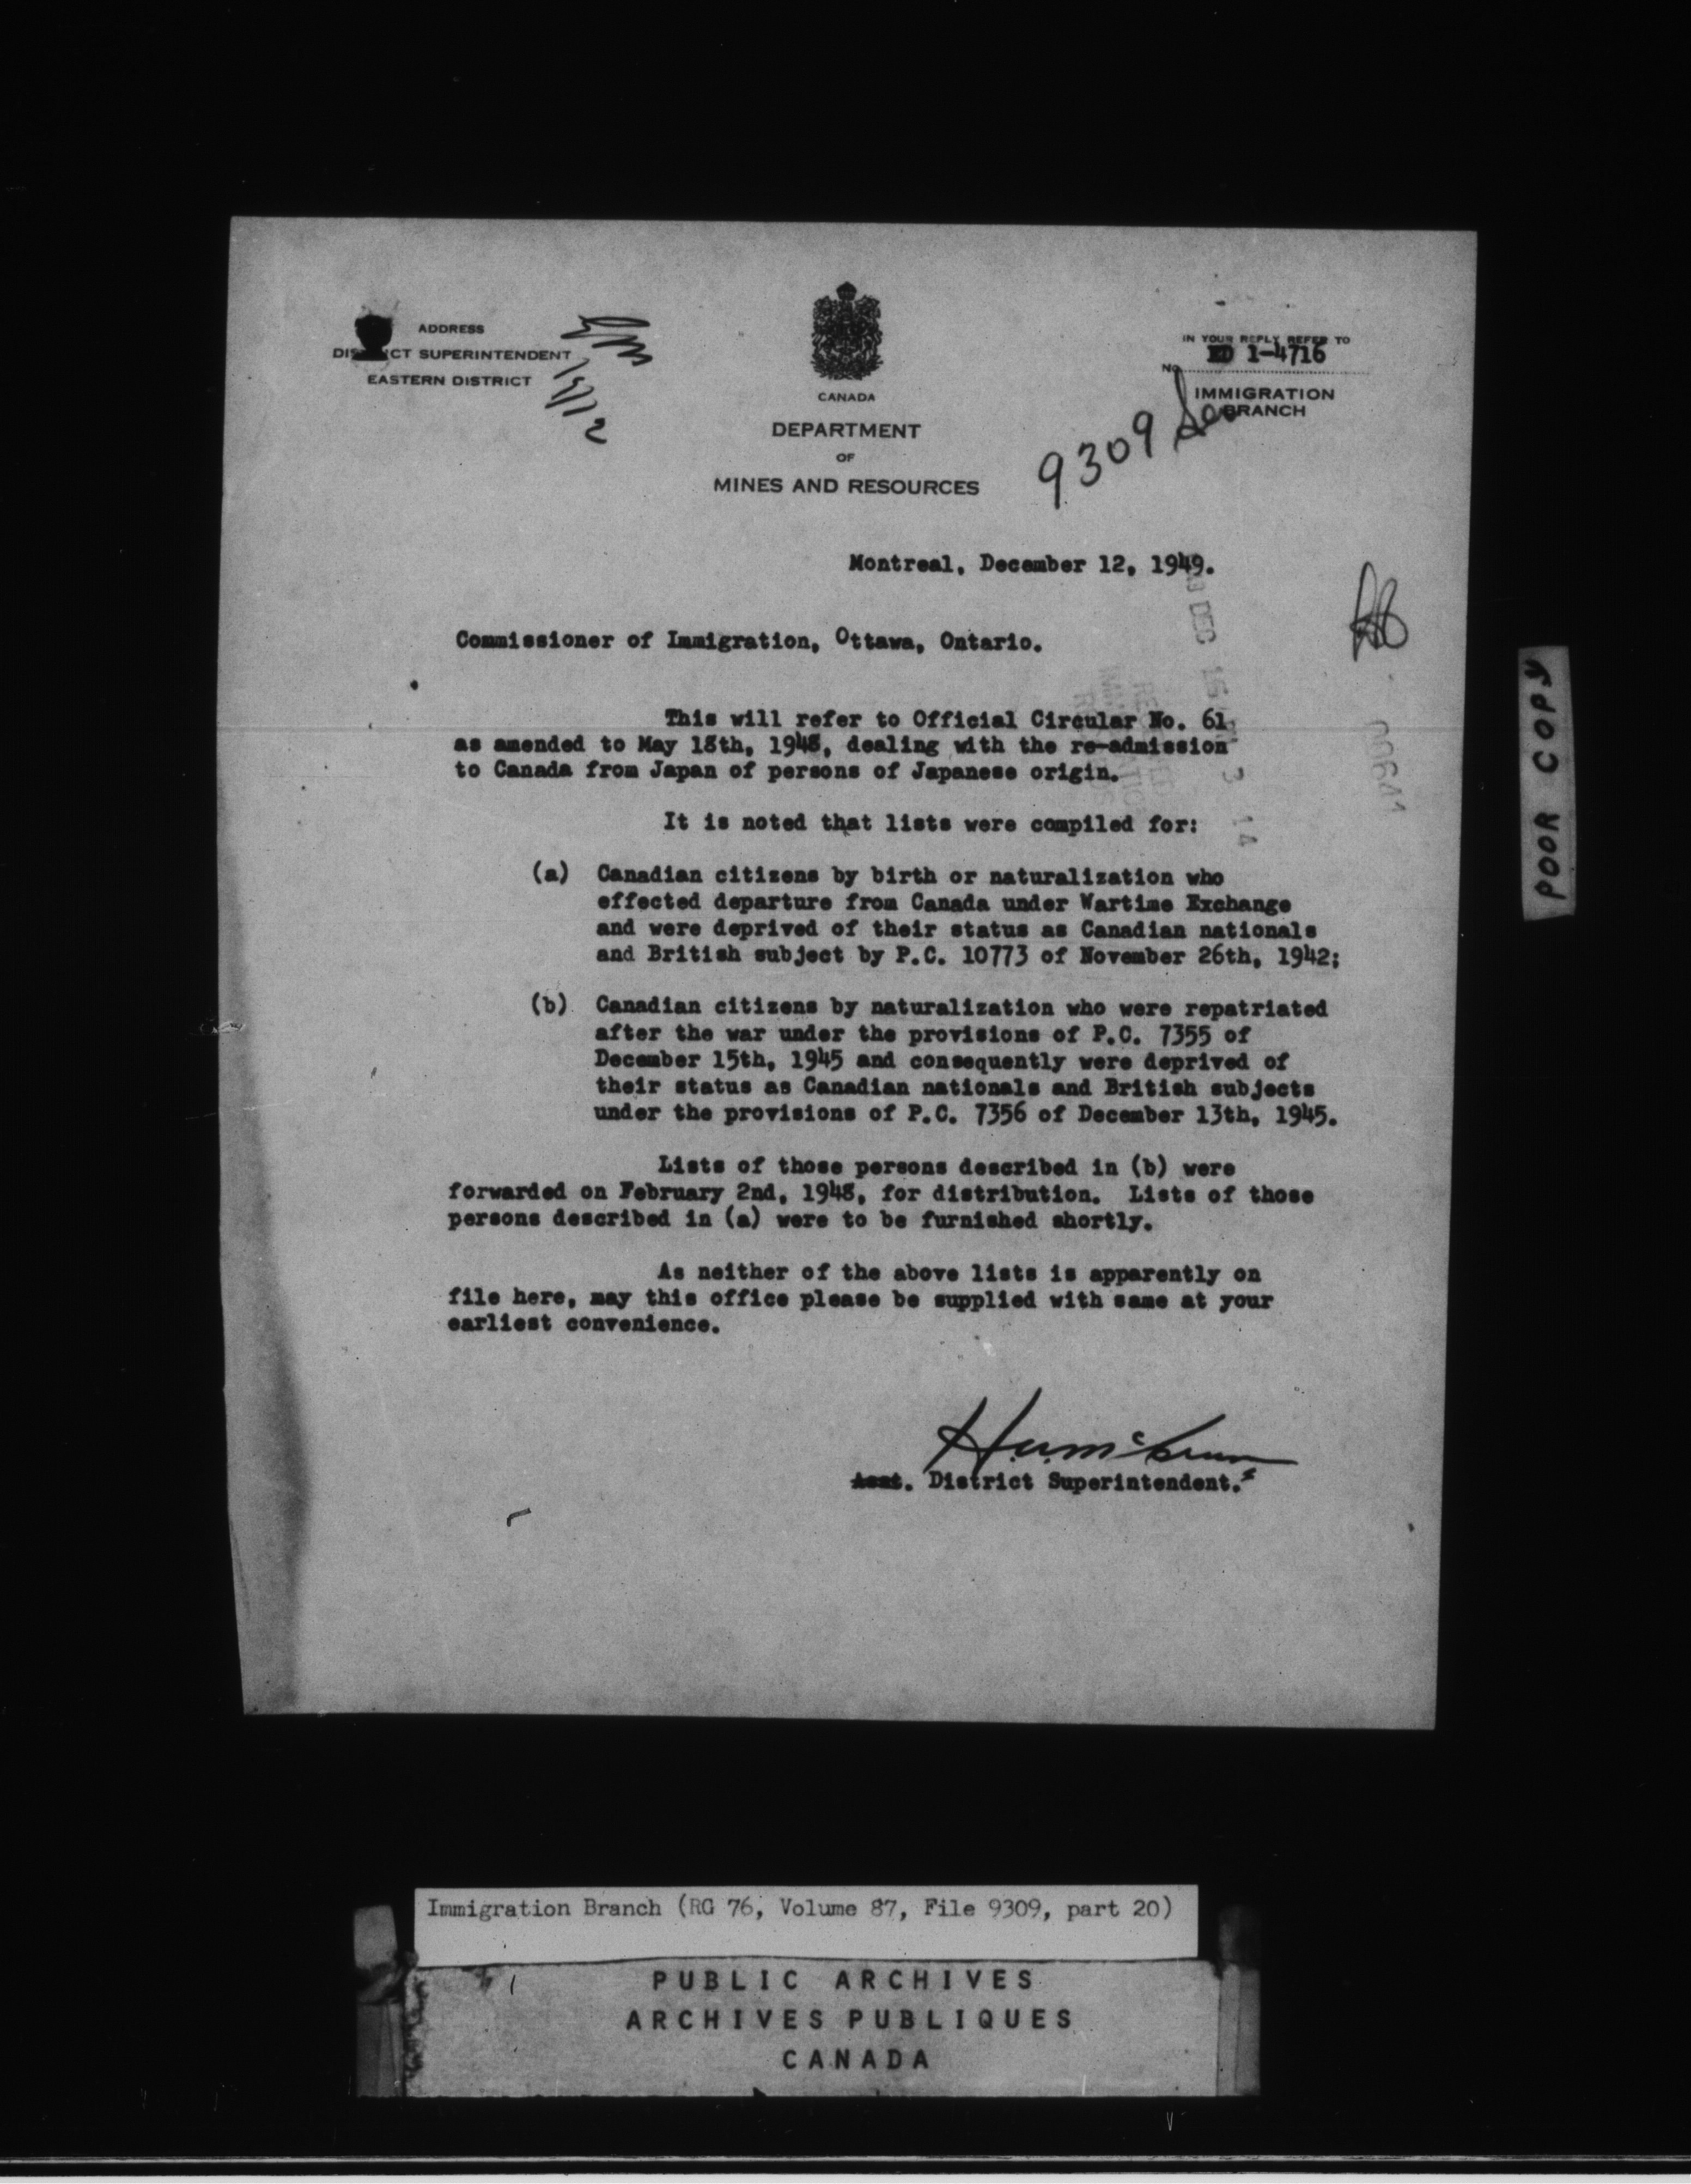 ADDRESS
SUPERINTENDENT
EASTERN DISTRICT
CANADA
DEPARTMENT
OF
MINES AND RESOURCES
IN YOUR REPLY REFER TO
No. ED 1-4716
IMMIGRATION
BRANCH
9309
Montreal, December 12, 1949.
Commissioner of Immigration, Ottawa, Ontario.
This will refer to Official Circular No. 61
as amended to May 18th, 1948, dealing with the re-admission
to Canada from Japan of persons of Japanese origin.
It is noted that lists were compiled for:
(a) Canadian citizens by birth or naturalization who
effected departure from Canada under Wartime Exchange
and were deprived of their status as Canadian nationals
and British subject by P.C. 10773 of November 26th, 1942;
(b) Canadian citizens by naturalization who were repatriated
after the war under the provisions of P.C. 7355 of
December 15th, 1945 and consequently were deprived of
their status as Canadian nationals and British subjects
under the provisions of P.C. 7356 of December 13th, 1945.
Lists of those persons described in (b) were
forwarded on February 2nd, 1948, for distribution. Lists of those
persons described in (a) were to be furnished shortly.
As neither of the above lists is apparently on
file here, may this office please be supplied with same at your
earliest convenience.
Asst. District Superintendent.
POOR COPY
Immigration Branch (RG 76, Volume 87, File 9309, part 20)
PUBLIC ARCHIVES
ARCHIVES PUBLIQUES
CANADA